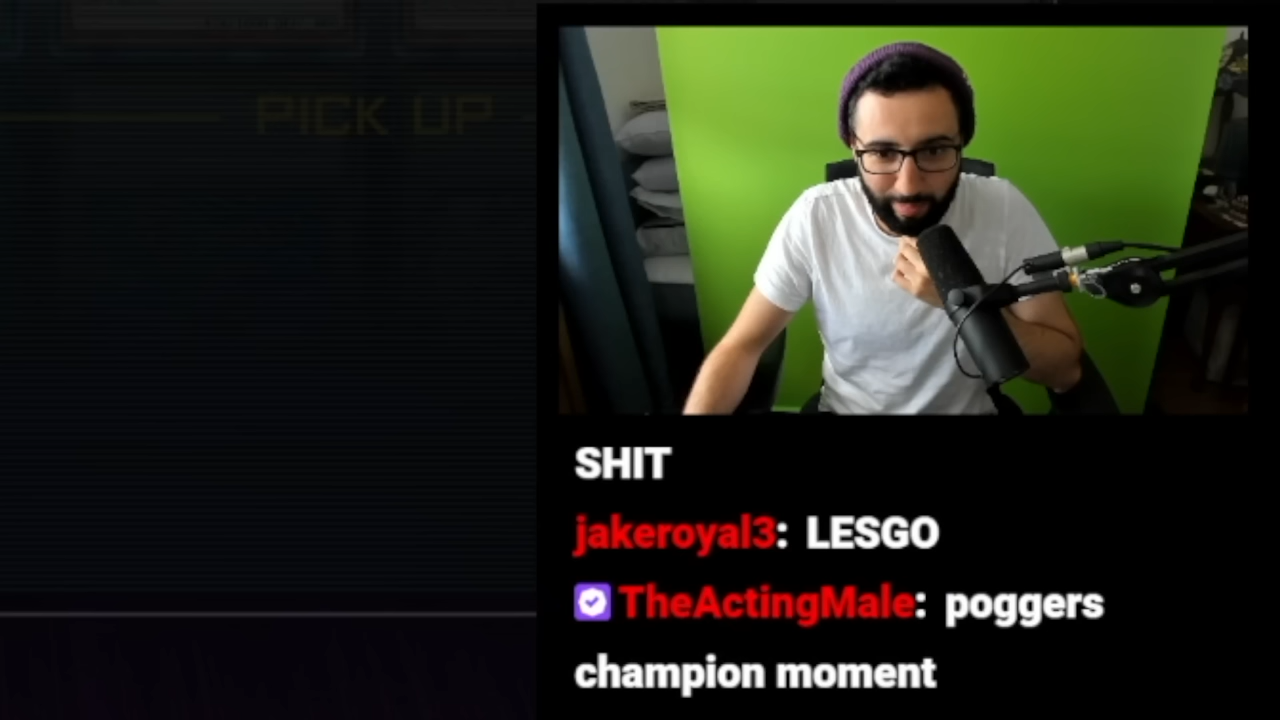 PICK UP
SHIT
jakeroyal3: LESGO
TheActingMale: poggers
champion moment